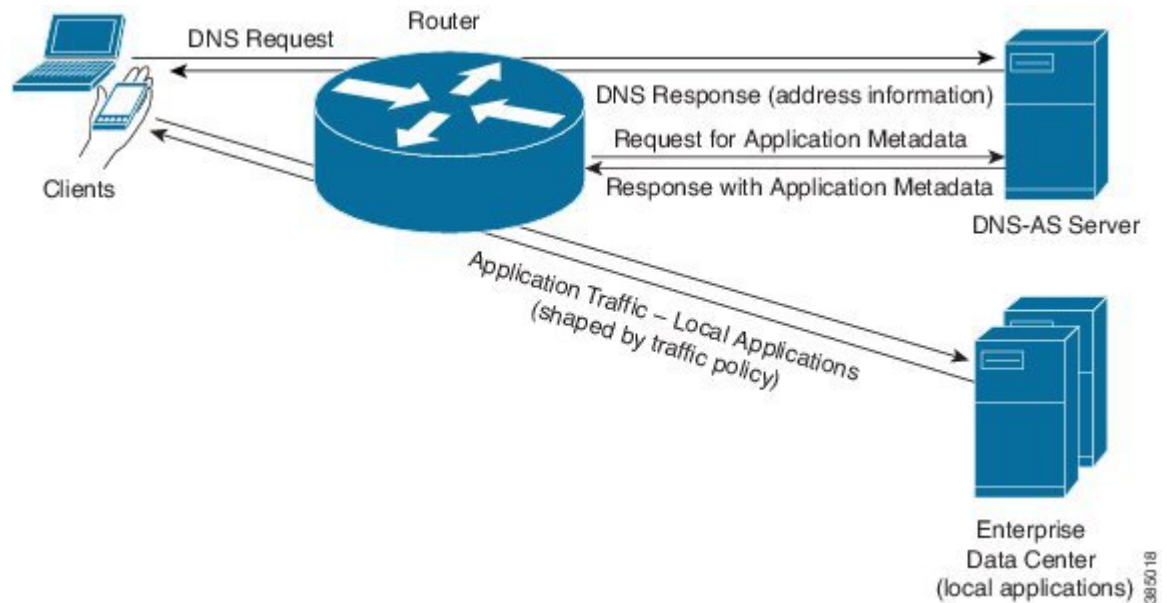 Router
DNS Request
DNS Response (address information)
Request for Application Metadata
Response with Application Metadata
Clients
DNS-AS Server
Application Traffic – Local Applications
(shaped by traffic policy)
Enterprise
Data Center
(local applications)
385018